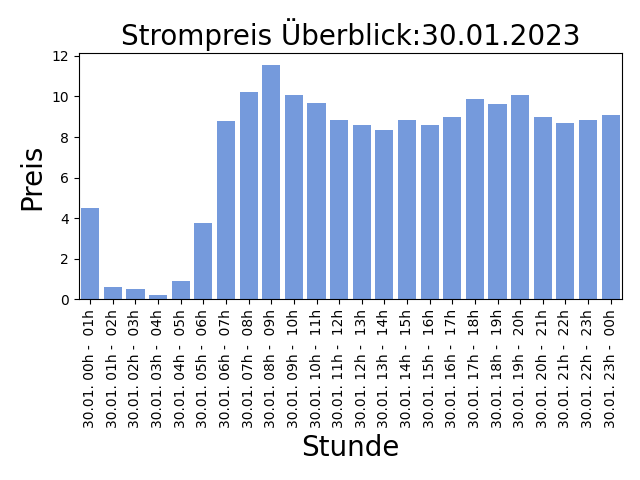 Strompreis Überblick:30.01.2023
Preis
12
10
8
6
4
2
0
30.01. 00h - 01h
30.01. 01h - 02h
30.01. 02h - 03h
30.01. 03h - 04h
30.01. 04h - 05h
30.01. 05h - 06h
30.01. 06h - 07h
30.01. 07h - 08h
30.01. 08h - 09h
30.01. 09h - 10h
30.01. 10h - 11h
30.01. 11h - 12h
30.01. 12h - 13h
30.01. 13h - 14h
30.01. 14h - 15h
30.01. 15h - 16h
30.01. 16h - 17h
30.01. 17h - 18h
30.01. 18h - 19h
30.01. 19h - 20h
30.01. 20h - 21h
30.01. 21h - 22h
30.01. 22h - 23h
30.01. 23h - 00h
Stunde